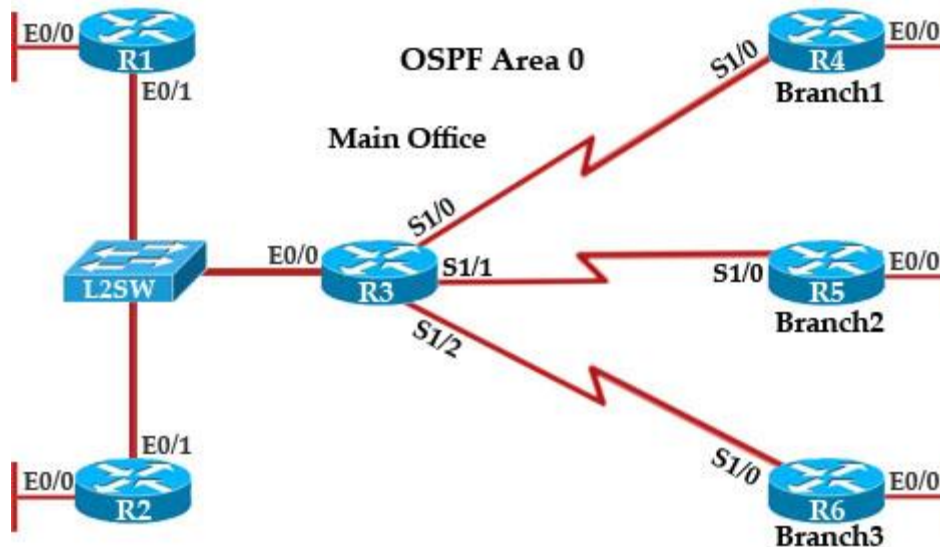 E0/0
R1
E0/1
OSPF Area 0
Main Office
S1/0
R4
E0/0
Branch1
L2SW
E0/0
R3
S1/0
S1/1
S1/2
S1/0
R5
E0/0
Branch2
E0/1
E0/0
R2
S1/0
R6
E0/0
Branch3